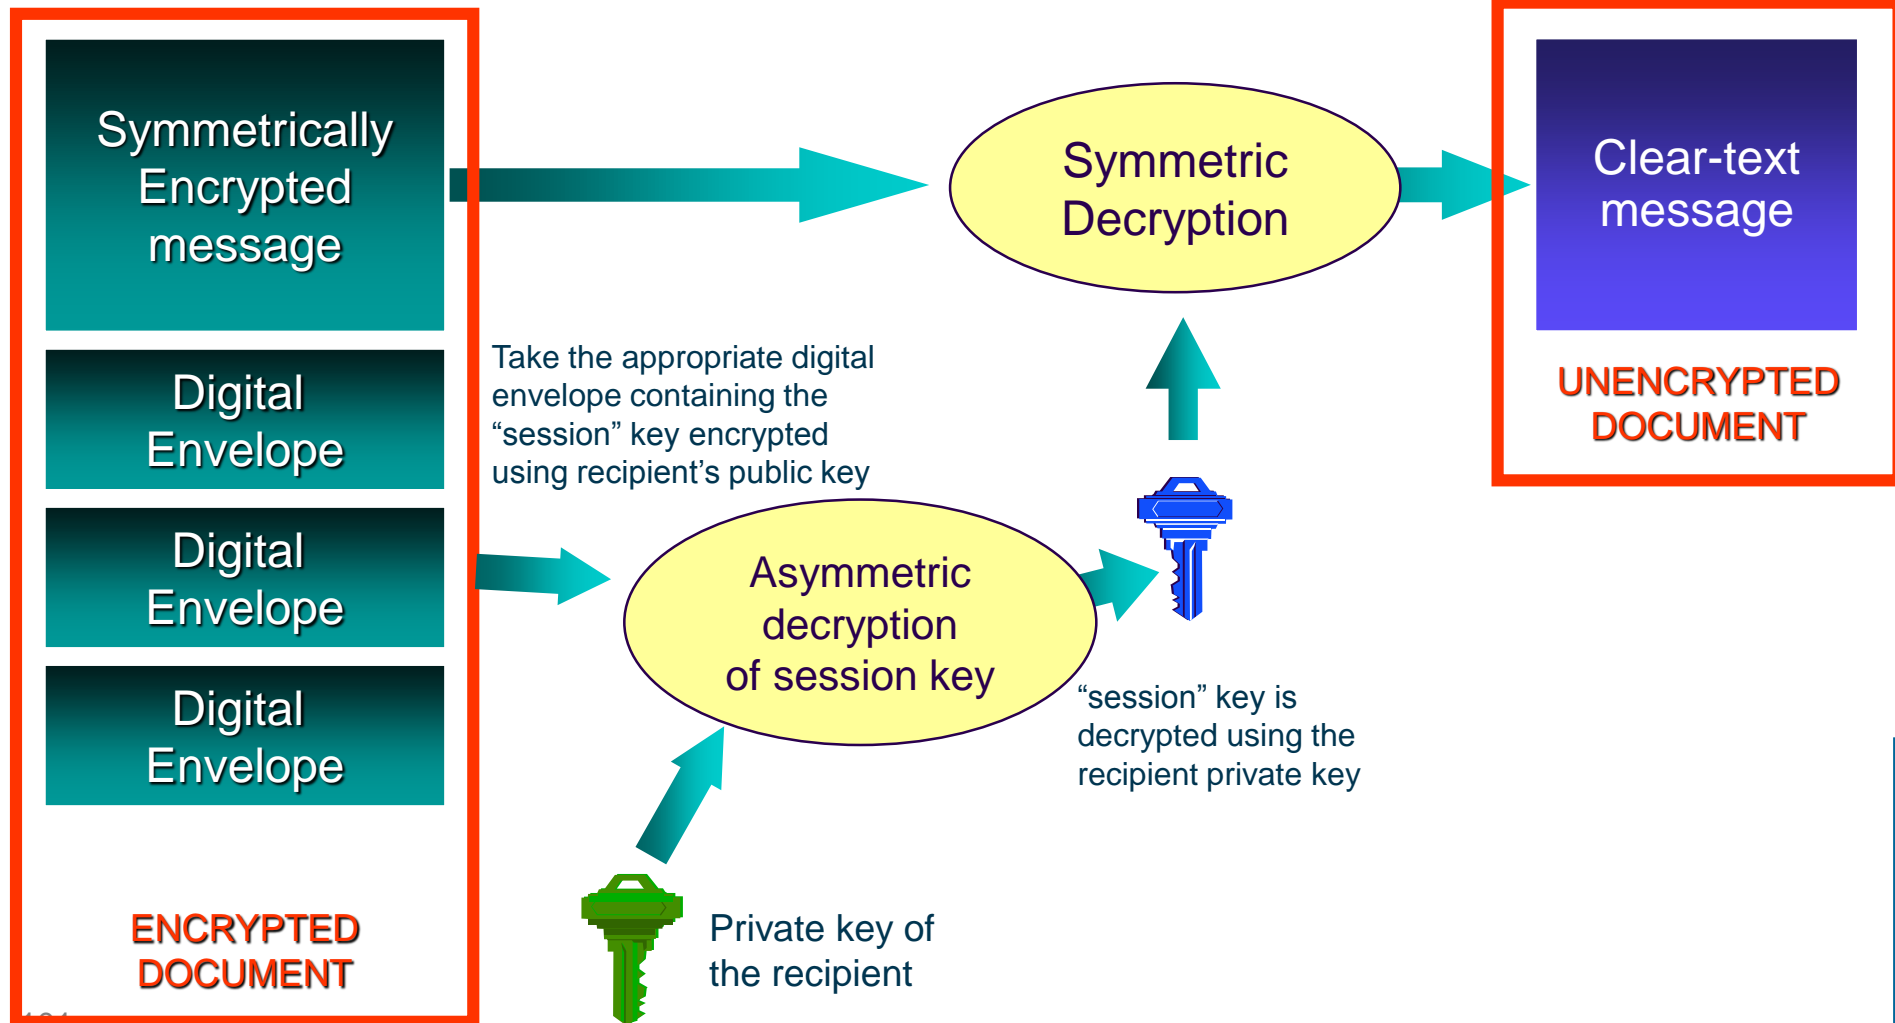 Symmetrically
Encrypted
message
Digital
Envelope
Digital
Envelope
Digital
Envelope
ENCRYPTED
DOCUMENT
Take the appropriate digital
envelope containing the
“session” key encrypted
using recipient’s public key
Symmetric
Decryption
Asymmetric
decryption
of session key
“session” key is
decrypted using the
recipient private key
Private key of
the recipient
Clear-text
message
UNENCRYPTED
DOCUMENT